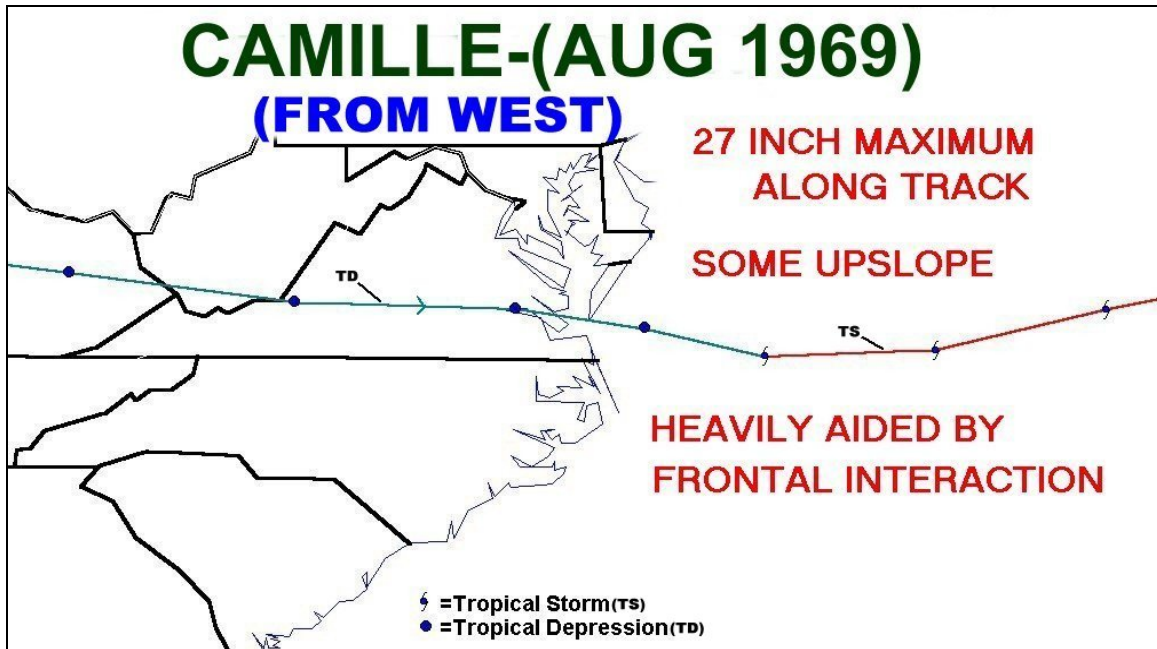 CAMILLE-(AUG 1969)
(FROM WEST)
27 INCH MAXIMUM
ALONG TRACK
SOME UPSLOPE
TD
TS
HEAVILY AIDED BY
FRONTAL INTERACTION
=Tropical Storm(TS)
=Tropical Depression(TD)